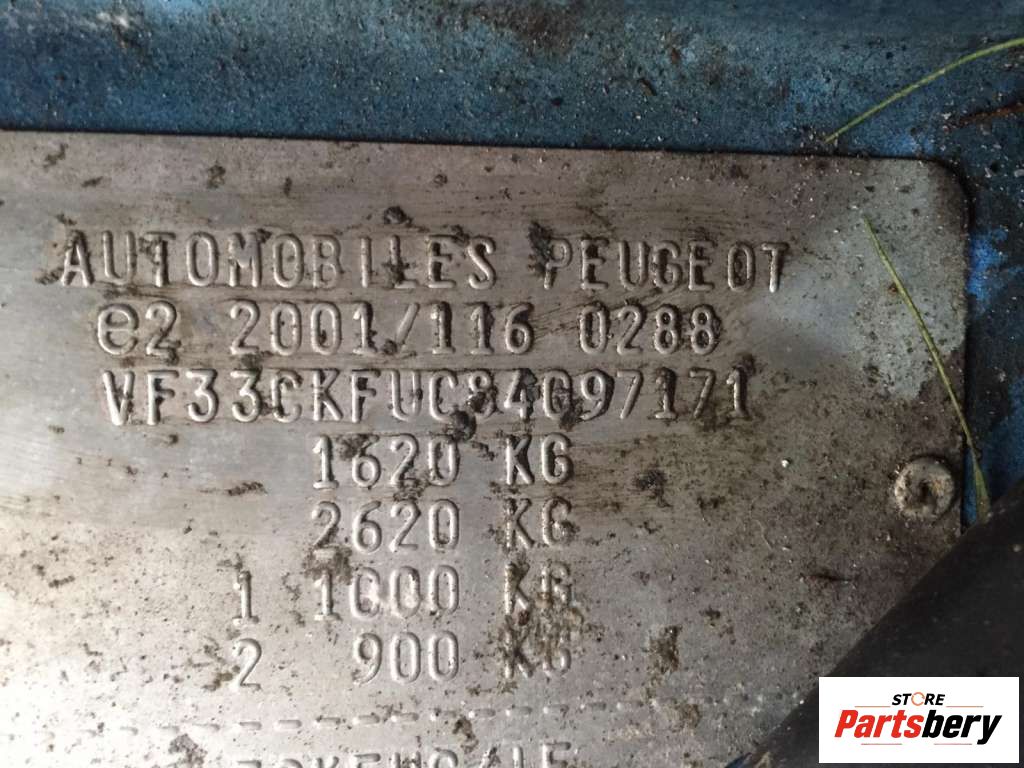 AUTOMOBILES PEUGEOT
e2 2001/116 0288
VF33CKFUC84G97171
1620 KG
2620 KG
1 1000 KG
2 900 KG
STORE
Partsbery